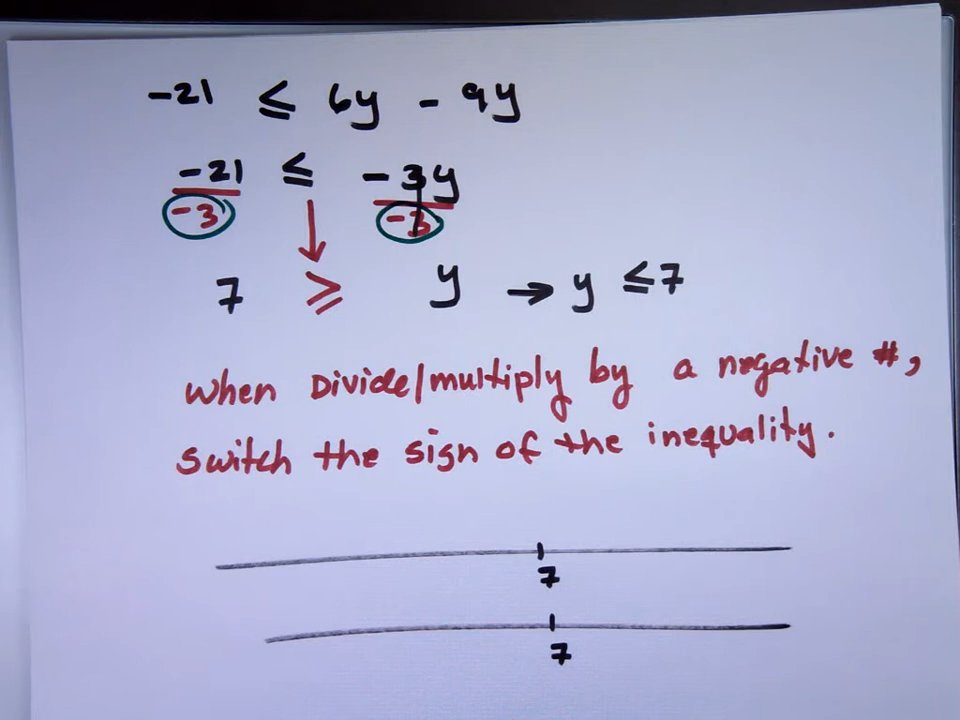 -21 ≤ 6y - 9y
-21 ≤ -3y
-3 -3
7 ≥ y → y ≤7
when Divide/multiply by a negative #,
switch the sign of the inequality.
7
7